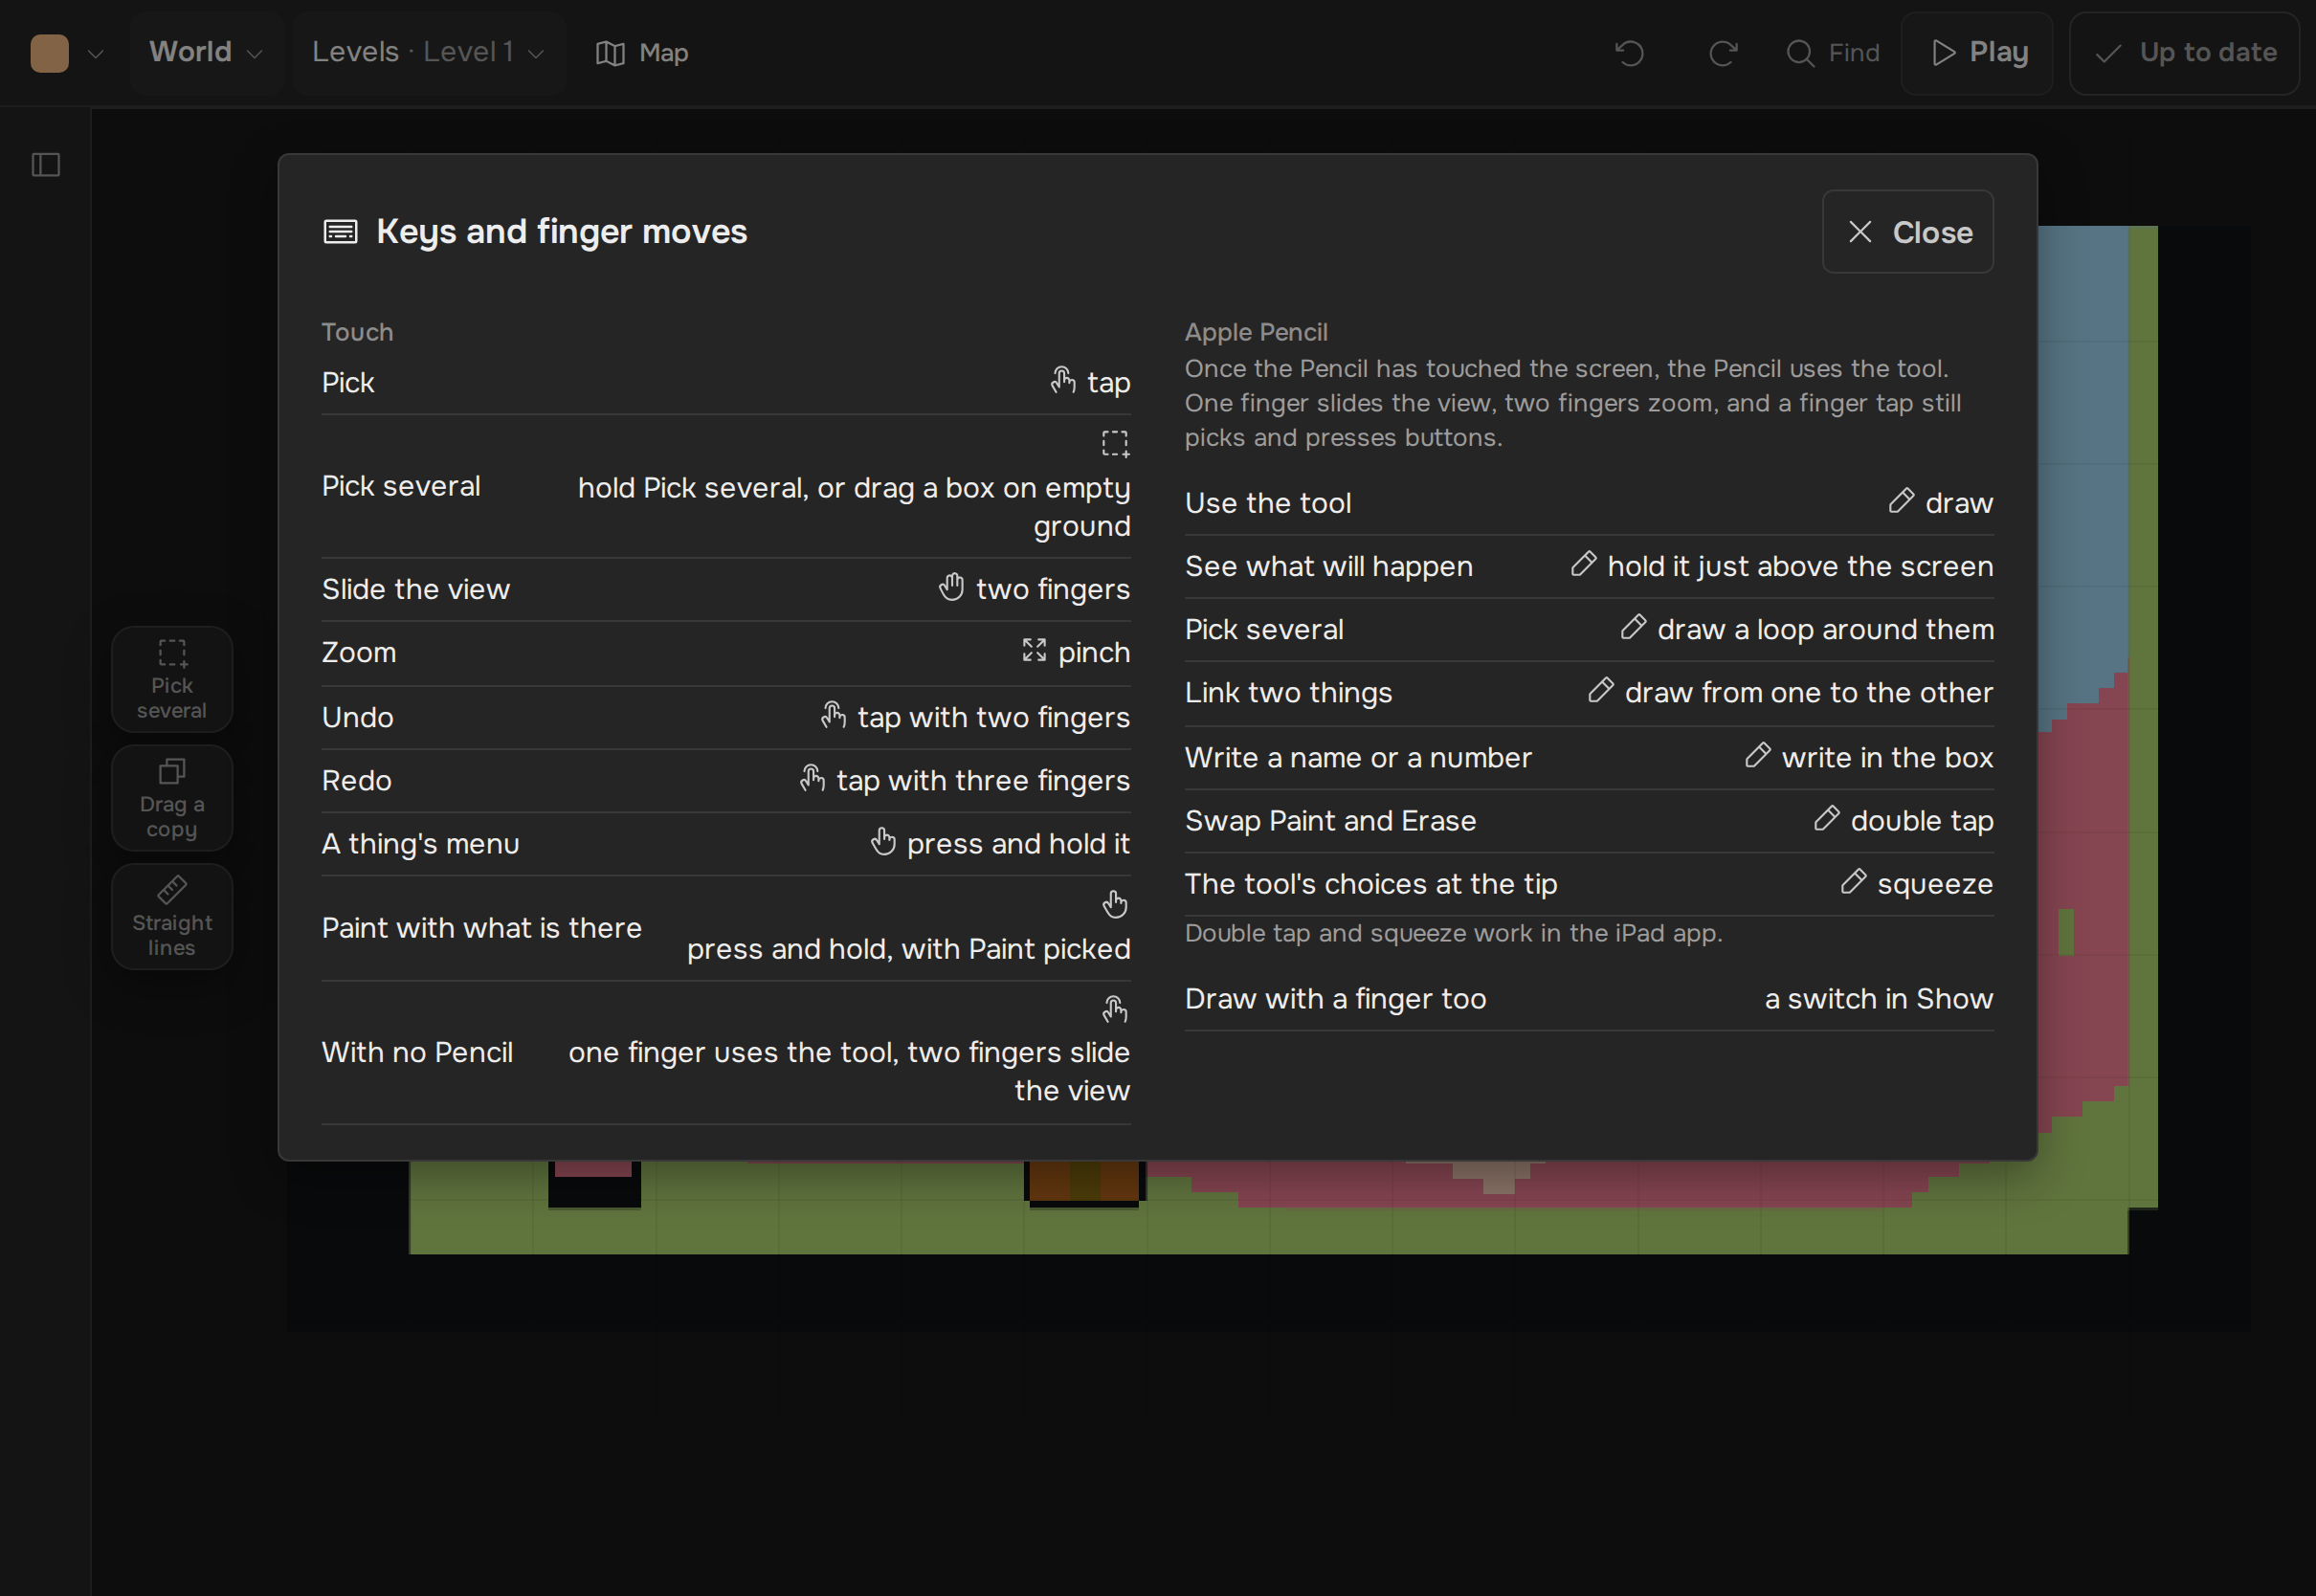 World
Levels · Level 1
Map
Find
Play
Up to date
Keys and finger moves
Close
Touch
Pick
tap
Pick several
hold Pick several, or drag a box on empty
ground
Slide the view
two fingers
Zoom
pinch
Undo
tap with two fingers
Redo
tap with three fingers
A thing's menu
press and hold it
Paint with what is there
press and hold, with Paint picked
With no Pencil
one finger uses the tool, two fingers slide
the view
Apple Pencil
Once the Pencil has touched the screen, the Pencil uses the tool.
One finger slides the view, two fingers zoom, and a finger tap still
picks and presses buttons.
Use the tool
draw
See what will happen
hold it just above the screen
Pick several
draw a loop around them
Link two things
draw from one to the other
Write a name or a number
write in the box
Swap Paint and Erase
double tap
The tool's choices at the tip
squeeze
Double tap and squeeze work in the iPad app.
Draw with a finger too
a switch in Show
Pick
several
Drag a
copy
Straight
lines